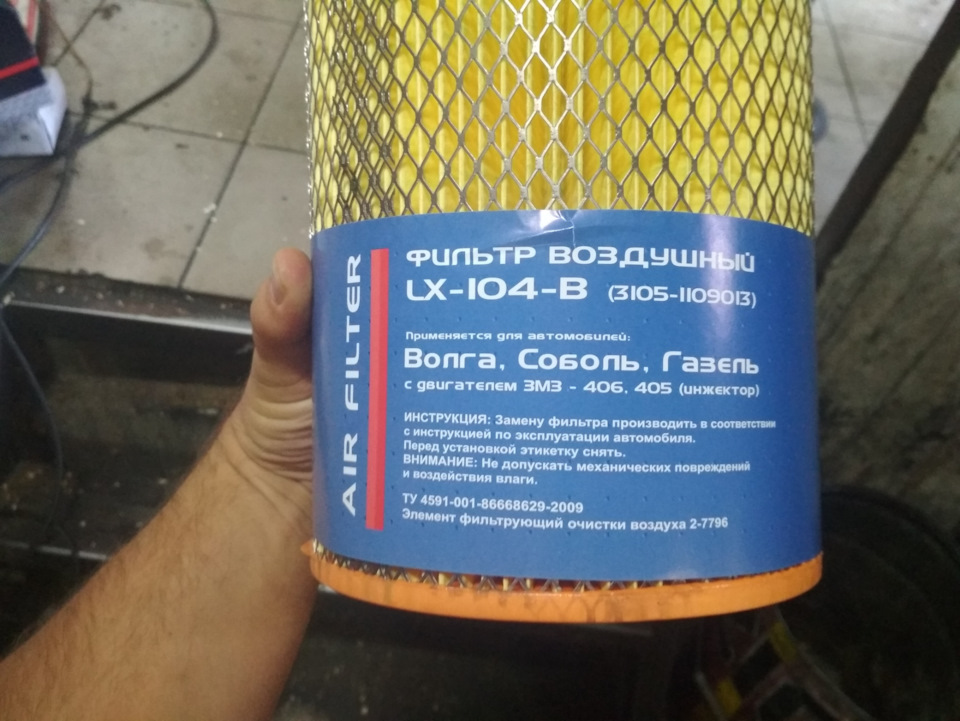 AIR FILTER
ФИЛЬТР ВОЗДУШНЫЙ
LX-104-В (3105-1109013)
Применяется для автомобилей:
Волга, Соболь, Газель
с двигателем ЗМЗ - 406, 405 (инжектор)
ИНСТРУКЦИЯ: Замену фильтра производить в соответствии
с инструкцией по эксплуатации автомобиля.
Перед установкой этикетку снять.
ВНИМАНИЕ: Не допускать механических повреждений
и воздействия влаги.
ТУ 4591-001-86668629-2009
Элемент фильтрующий очистки воздуха 2-7796